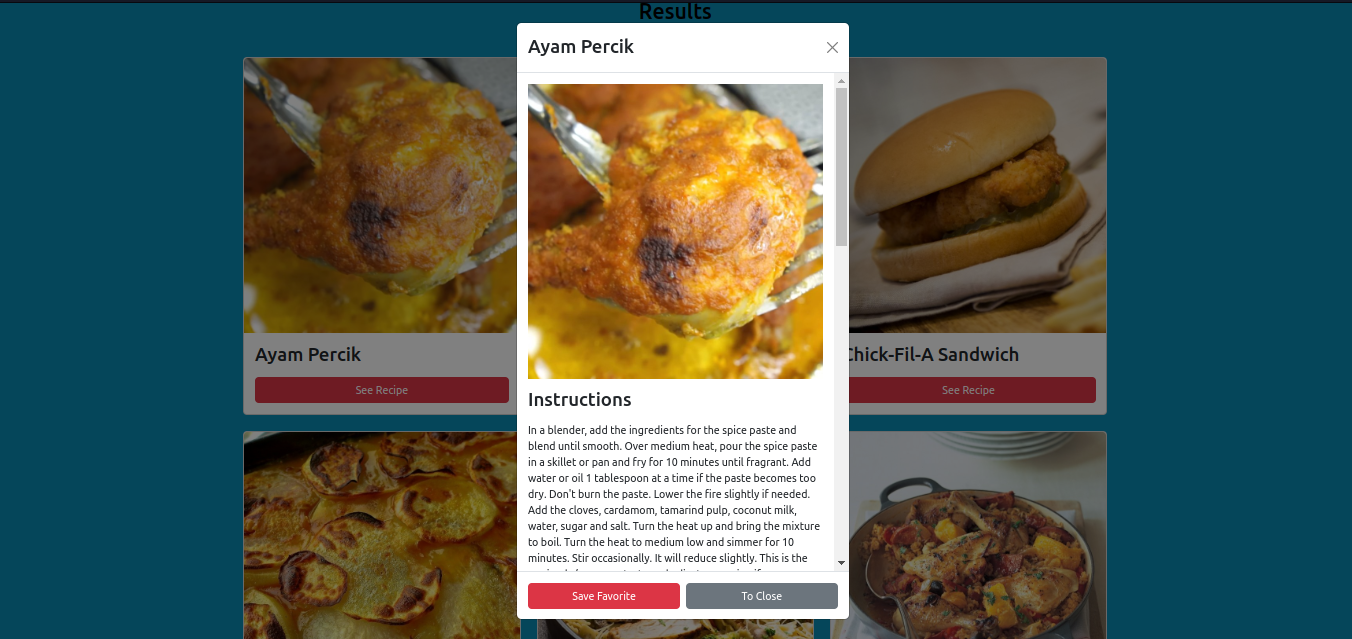 Results
Ayam Percik
Instructions
In a blender, add the ingredients for the spice paste and
blend until smooth. Over medium heat, pour the spice paste
in a skillet or pan and fry for 10 minutes until fragrant. Add
water or oil 1 tablespoon at a time if the paste becomes too
dry. Don't burn the paste. Lower the fire slightly if needed.
Add the cloves, cardamom, tamarind pulp, coconut milk,
water, sugar and salt. Turn the heat up and bring the mixture
to boil. Turn the heat to medium low and simmer for 10
minutes. Stir occasionally. It will reduce slightly. This is the
Save Favorite
To Close
Ayam Percik
See Recipe
Chick-Fil-A Sandwich
See Recipe